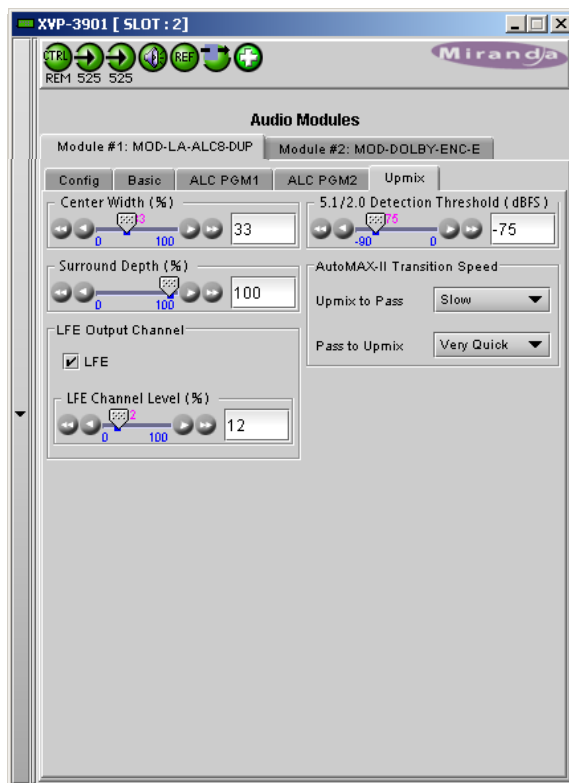 XVP-3901 [ SLOT : 2]
CTRL REF
REM 525 525
Miranda
Audio Modules
Module #1: MOD-LA-ALC8-DUP Module #2: MOD-DOLBY-ENC-E
Config Basic ALC PGM1 ALC PGM2 Upmix
Center Width (%)
33
0 100
Surround Depth (%)
100
0 100
LFE Output Channel
LFE
LFE Channel Level (%)
12
0 100
5.1/2.0 Detection Threshold ( dBFS )
75
-75
-90 0
AutoMAX-II Transition Speed
Upmix to Pass Slow
Pass to Upmix Very Quick